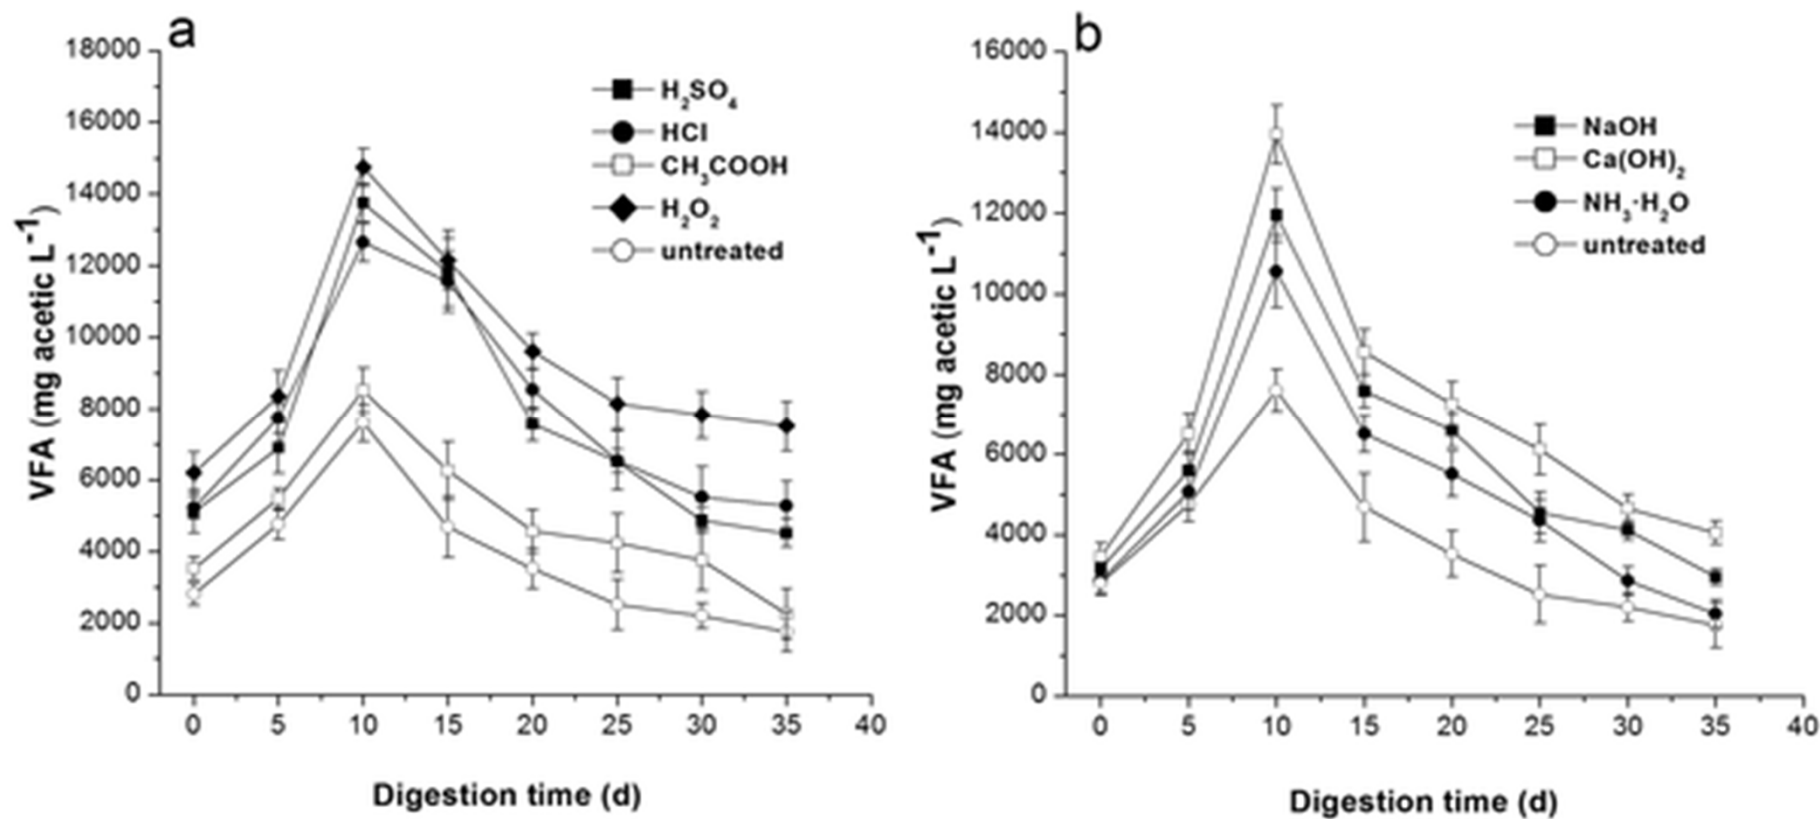 a
18000
16000
14000
12000
10000
8000
6000
4000
2000
0
VFA (mg acetic L⁻¹)
H₂SO₄
HCl
CH₃COOH
H₂O₂
untreated
0 5 10 15 20 25 30 35 40
Digestion time (d)
b
16000
14000
12000
10000
8000
6000
4000
2000
0
VFA (mg acetic L⁻¹)
NaOH
Ca(OH)₂
NH₃·H₂O
untreated
0 5 10 15 20 25 30 35 40
Digestion time (d)